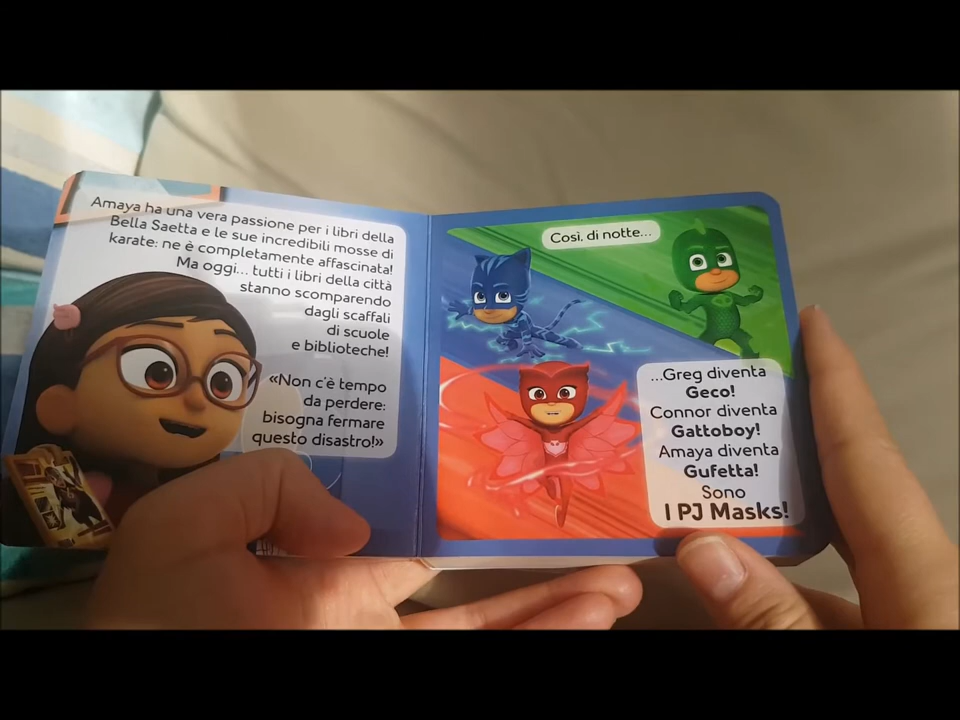 Amaya ha una vera passione per i libri della
Bella Saetta e le sue incredibili mosse di
karate: ne è completamente affascinata!
Ma oggi... tutti i libri della città
stanno scomparendo
dagli scaffali
di scuole
e biblioteche!
«Non c'è tempo
da perdere:
bisogna fermare
questo disastro!»
Così, di notte...
...Greg diventa
Geco!
Connor diventa
Gattoboy!
Amaya diventa
Gufetta!
Sono
I PJ Masks!